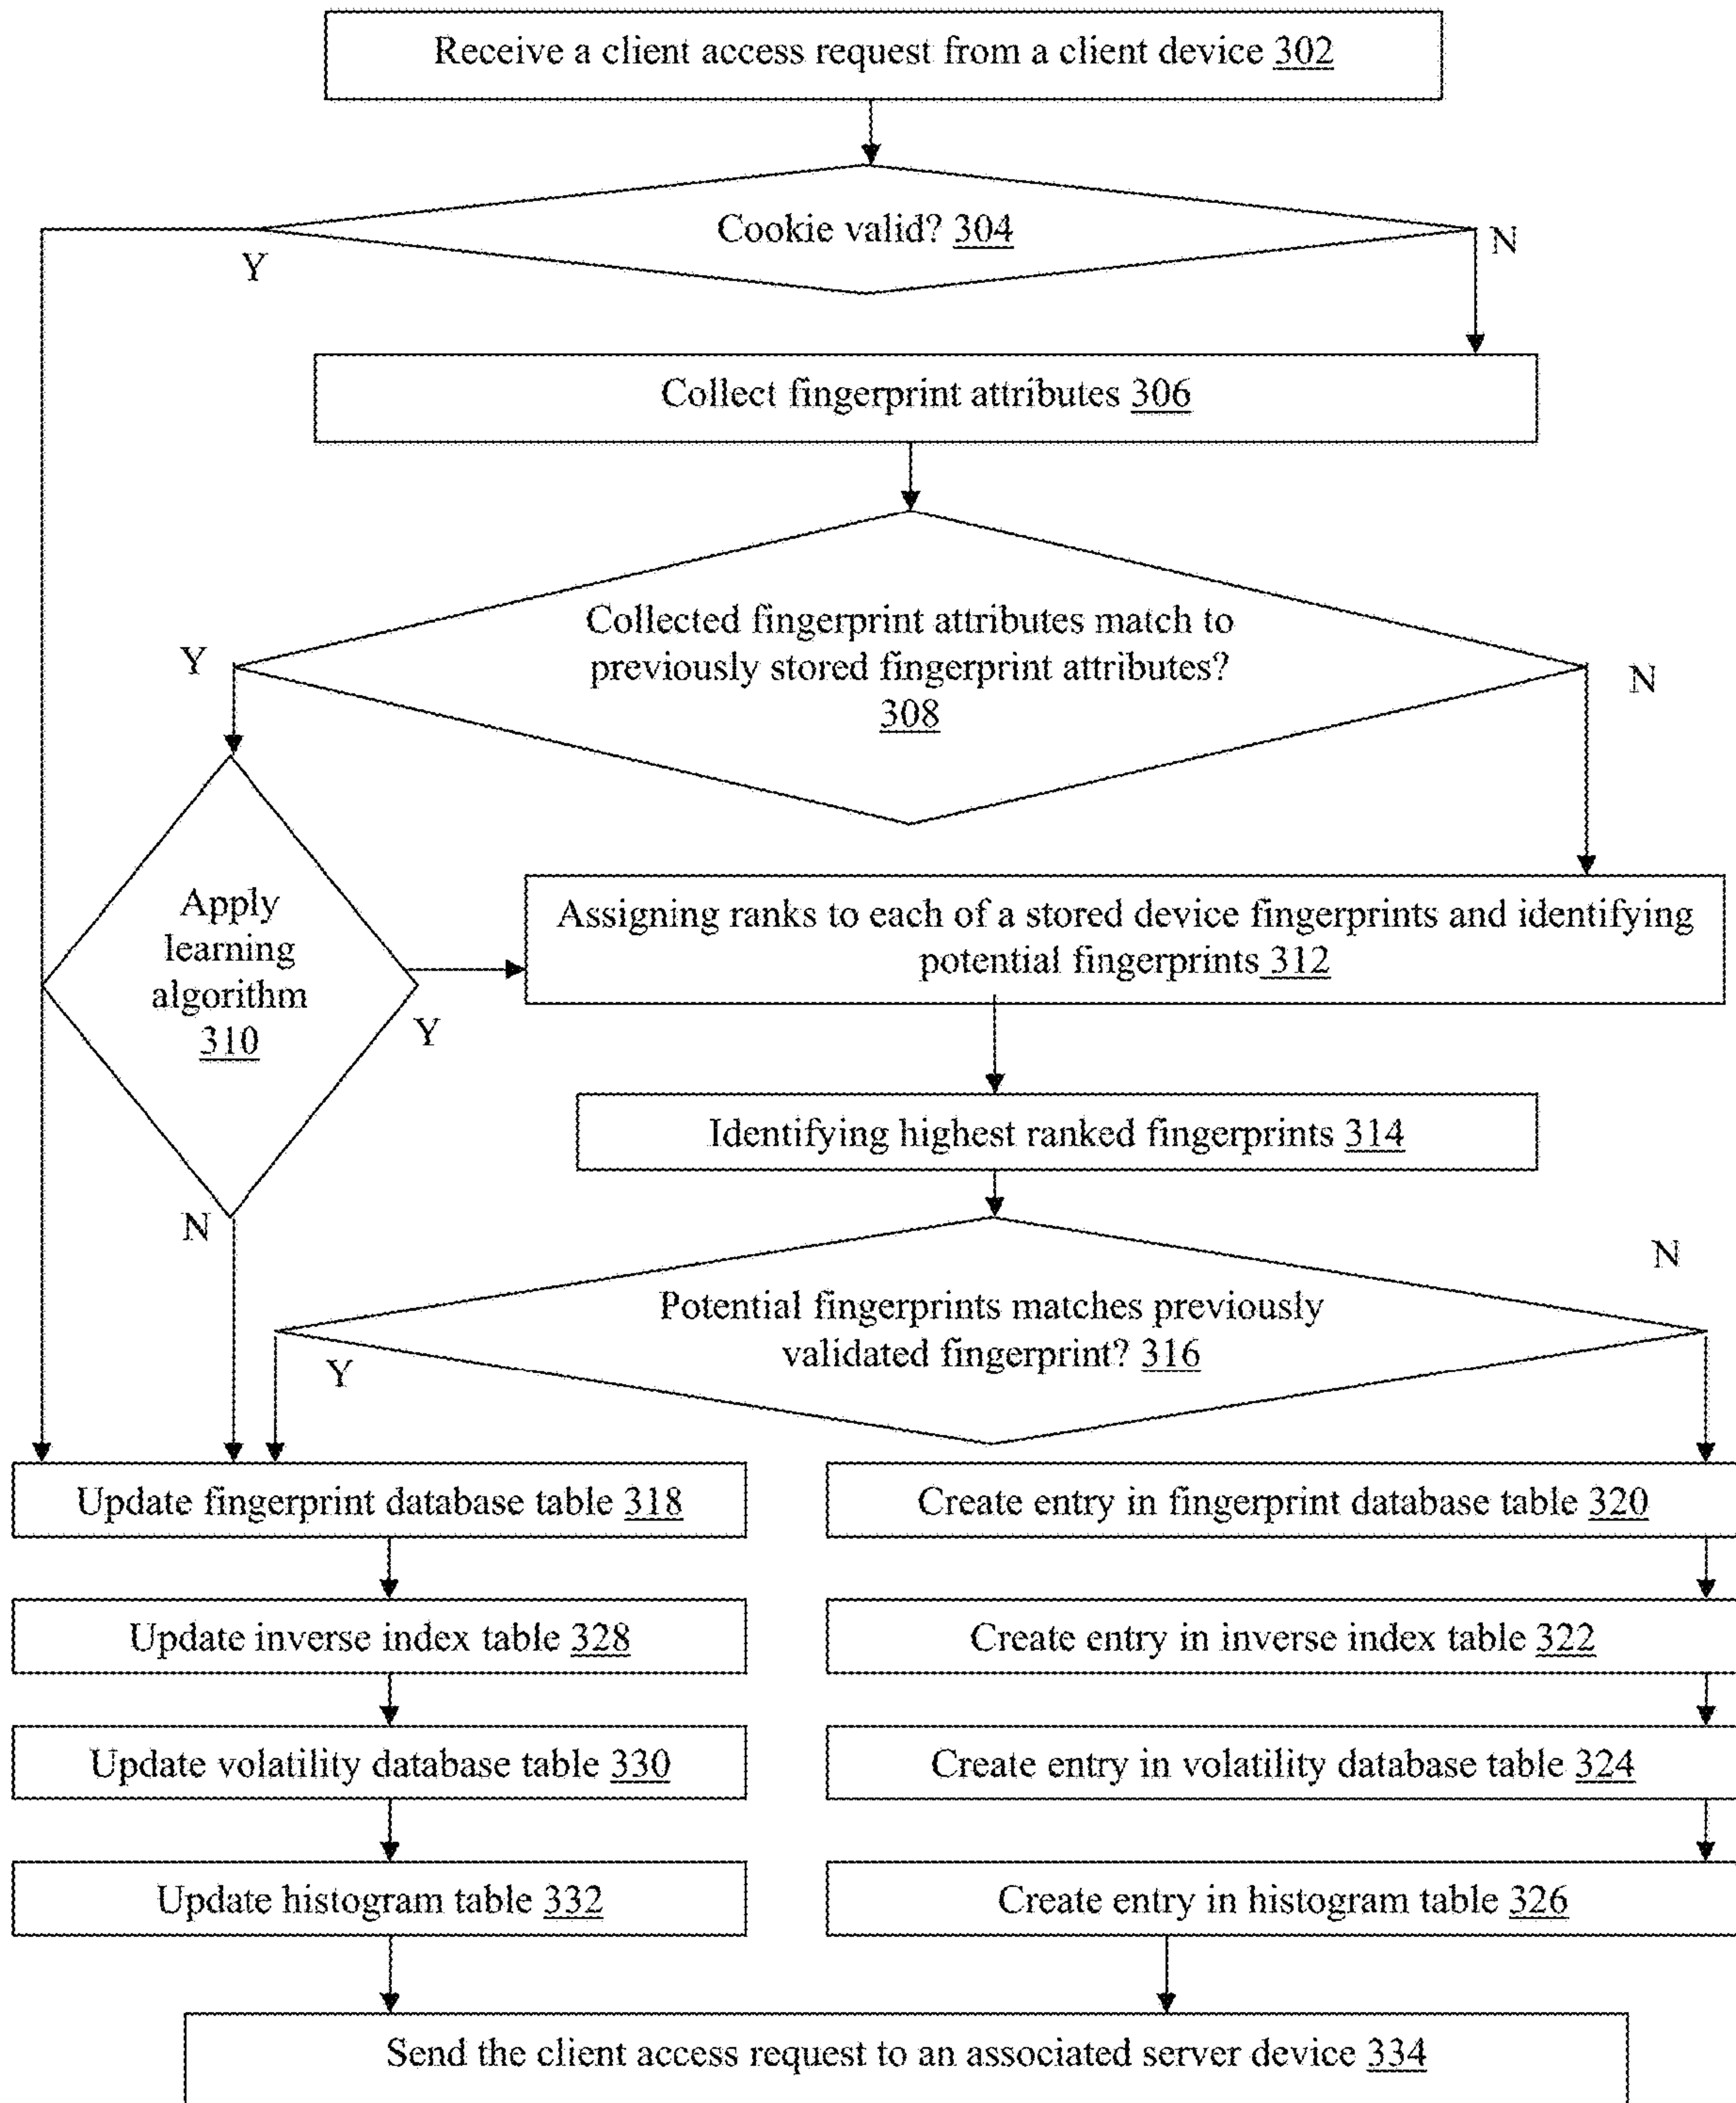 Receive a client access request from a client device 302
Cookie valid? 304
Y
N
Collect fingerprint attributes 306
Collected fingerprint attributes match to
previously stored fingerprint attributes?
308
Y
N
Apply
learning
algorithm
310
Y
N
Assigning ranks to each of a stored device fingerprints and identifying
potential fingerprints 312
Identifying highest ranked fingerprints 314
Potential fingerprints matches previously
validated fingerprint? 316
Y
N
Update fingerprint database table 318
Create entry in fingerprint database table 320
Update inverse index table 328
Create entry in inverse index table 322
Update volatility database table 330
Create entry in volatility database table 324
Update histogram table 332
Create entry in histogram table 326
Send the client access request to an associated server device 334